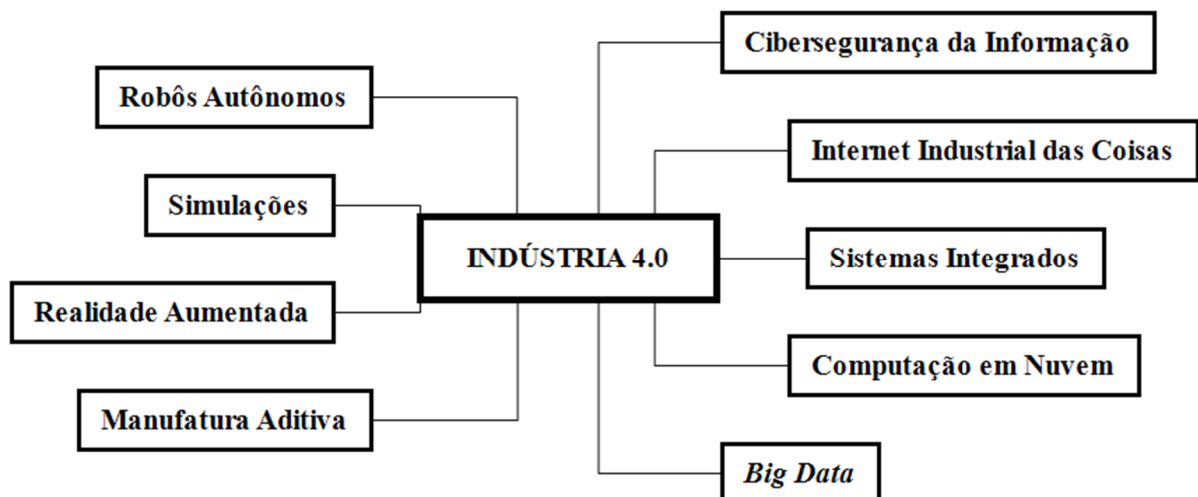 Cibersegurança da Informação
Robôs Autônomos
Internet Industrial das Coisas
Simulações
INDÚSTRIA 4.0
Sistemas Integrados
Realidade Aumentada
Computação em Nuvem
Manufatura Aditiva
Big Data